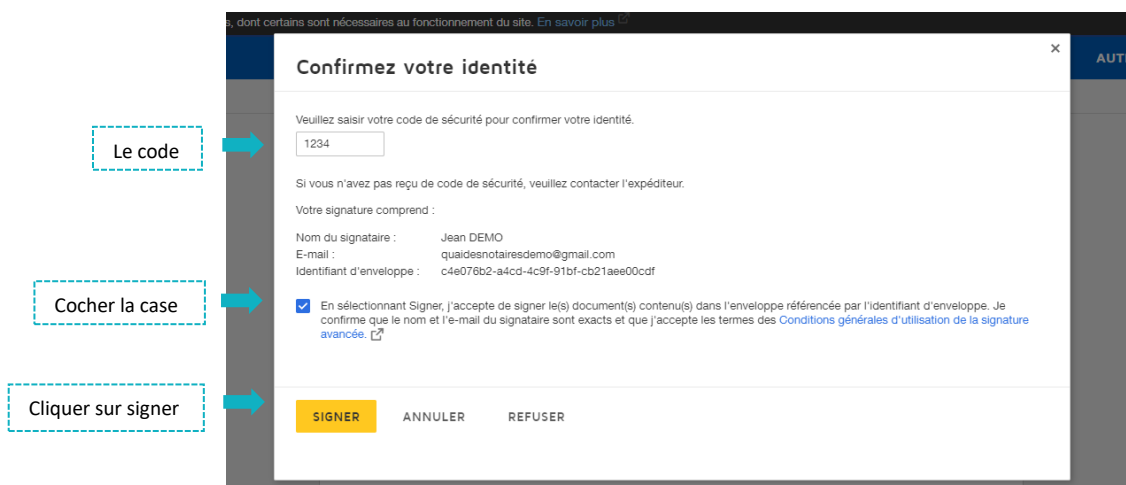 s, dont certains sont nécessaires au fonctionnement du site. En savoir plus
Confirmez votre identité
×
AUT
Veuillez saisir votre code de sécurité pour confirmer votre identité.
Le code
1234
Si vous n'avez pas reçu de code de sécurité, veuillez contacter l'expéditeur.
Votre signature comprend :
Nom du signataire : Jean DEMO
E-mail : quaidesnotairesdemo@gmail.com
Identifiant d'enveloppe : c4e076b2-a4cd-4c9f-91bf-cb21aee00cdf
Cocher la case
En sélectionnant Signer, j'accepte de signer le(s) document(s) contenu(s) dans l'enveloppe référencée par l'identifiant d'enveloppe. Je
confirme que le nom et l'e-mail du signataire sont exacts et que j'accepte les termes des Conditions générales d'utilisation de la signature
avancée.
Cliquer sur signer
SIGNER ANNULER REFUSER